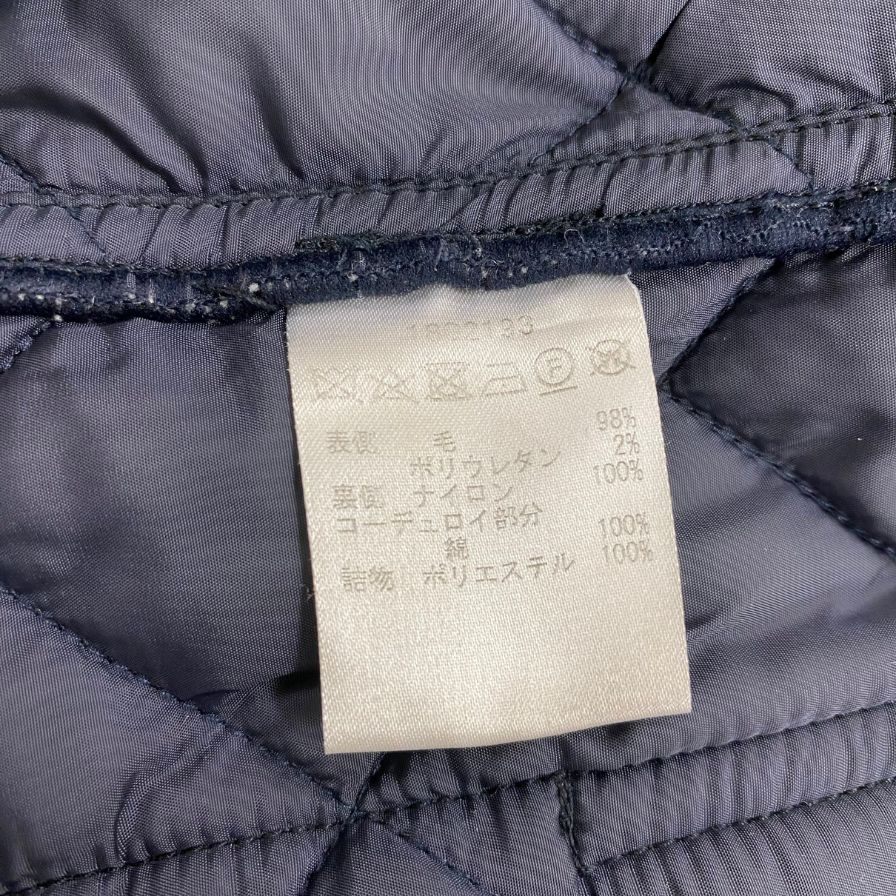 表側 毛 98%
ポリウレタン 2%
裏側 ナイロン 100%
コーデュロイ部分
綿 100%
詰物 ポリエステル 100%